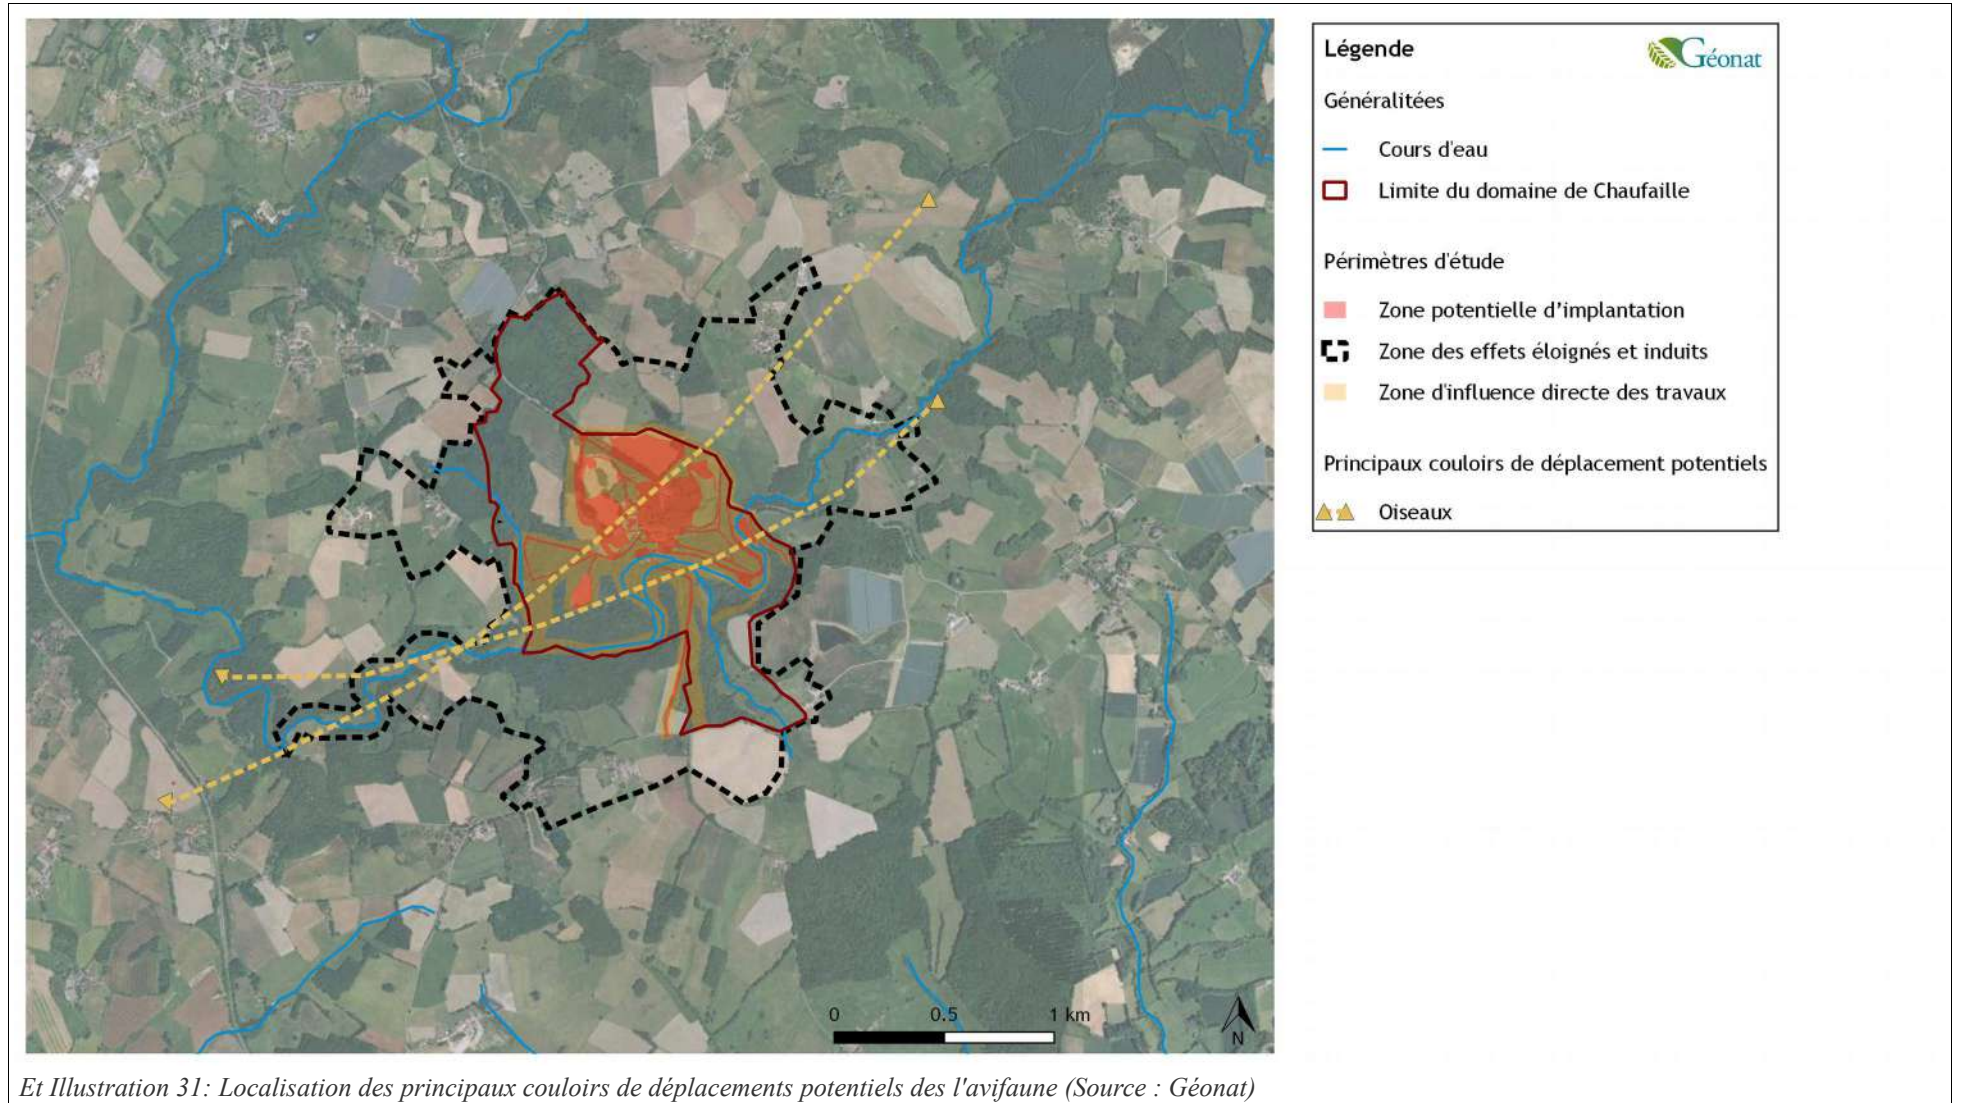 Légende
Géonat
Généralitées
Cours d'eau
Limite du domaine de Chaufaille
Périmètres d'étude
Zone potentielle d'implantation
Zone des effets éloignés et induits
Zone d'influence directe des travaux
Principaux couloirs de déplacement potentiels
Oiseaux
0 0.5 1 km
N
Et Illustration 31: Localisation des principaux couloirs de déplacements potentiels des l'avifaune (Source : Géonat)